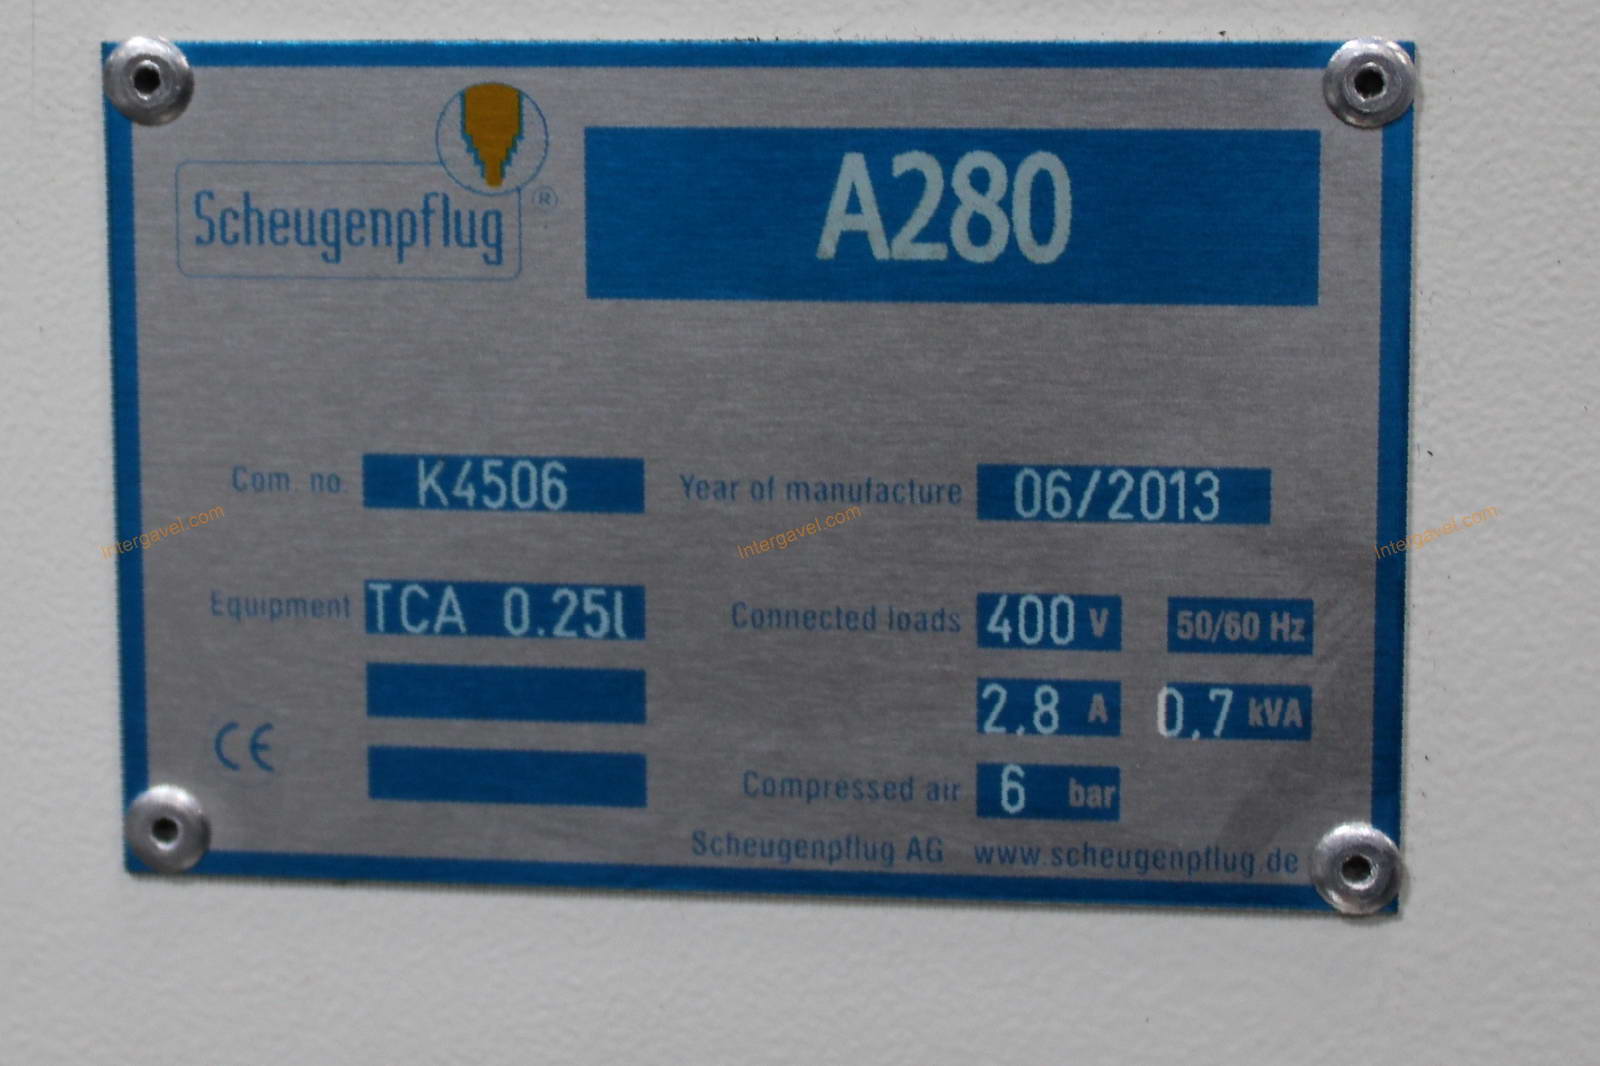 Scheugenpflug ®
A280
Com. no. K4506 Year of manufacture 06/2013
Intergavel.com Intergavel.com Intergavel.com
Equipment TCA 0.25l Connected loads 400 V 50/60 Hz
2.8 A 0,7 kVA
CE
Compressed air 6 bar
Scheugenpflug AG www.scheugenpflug.de